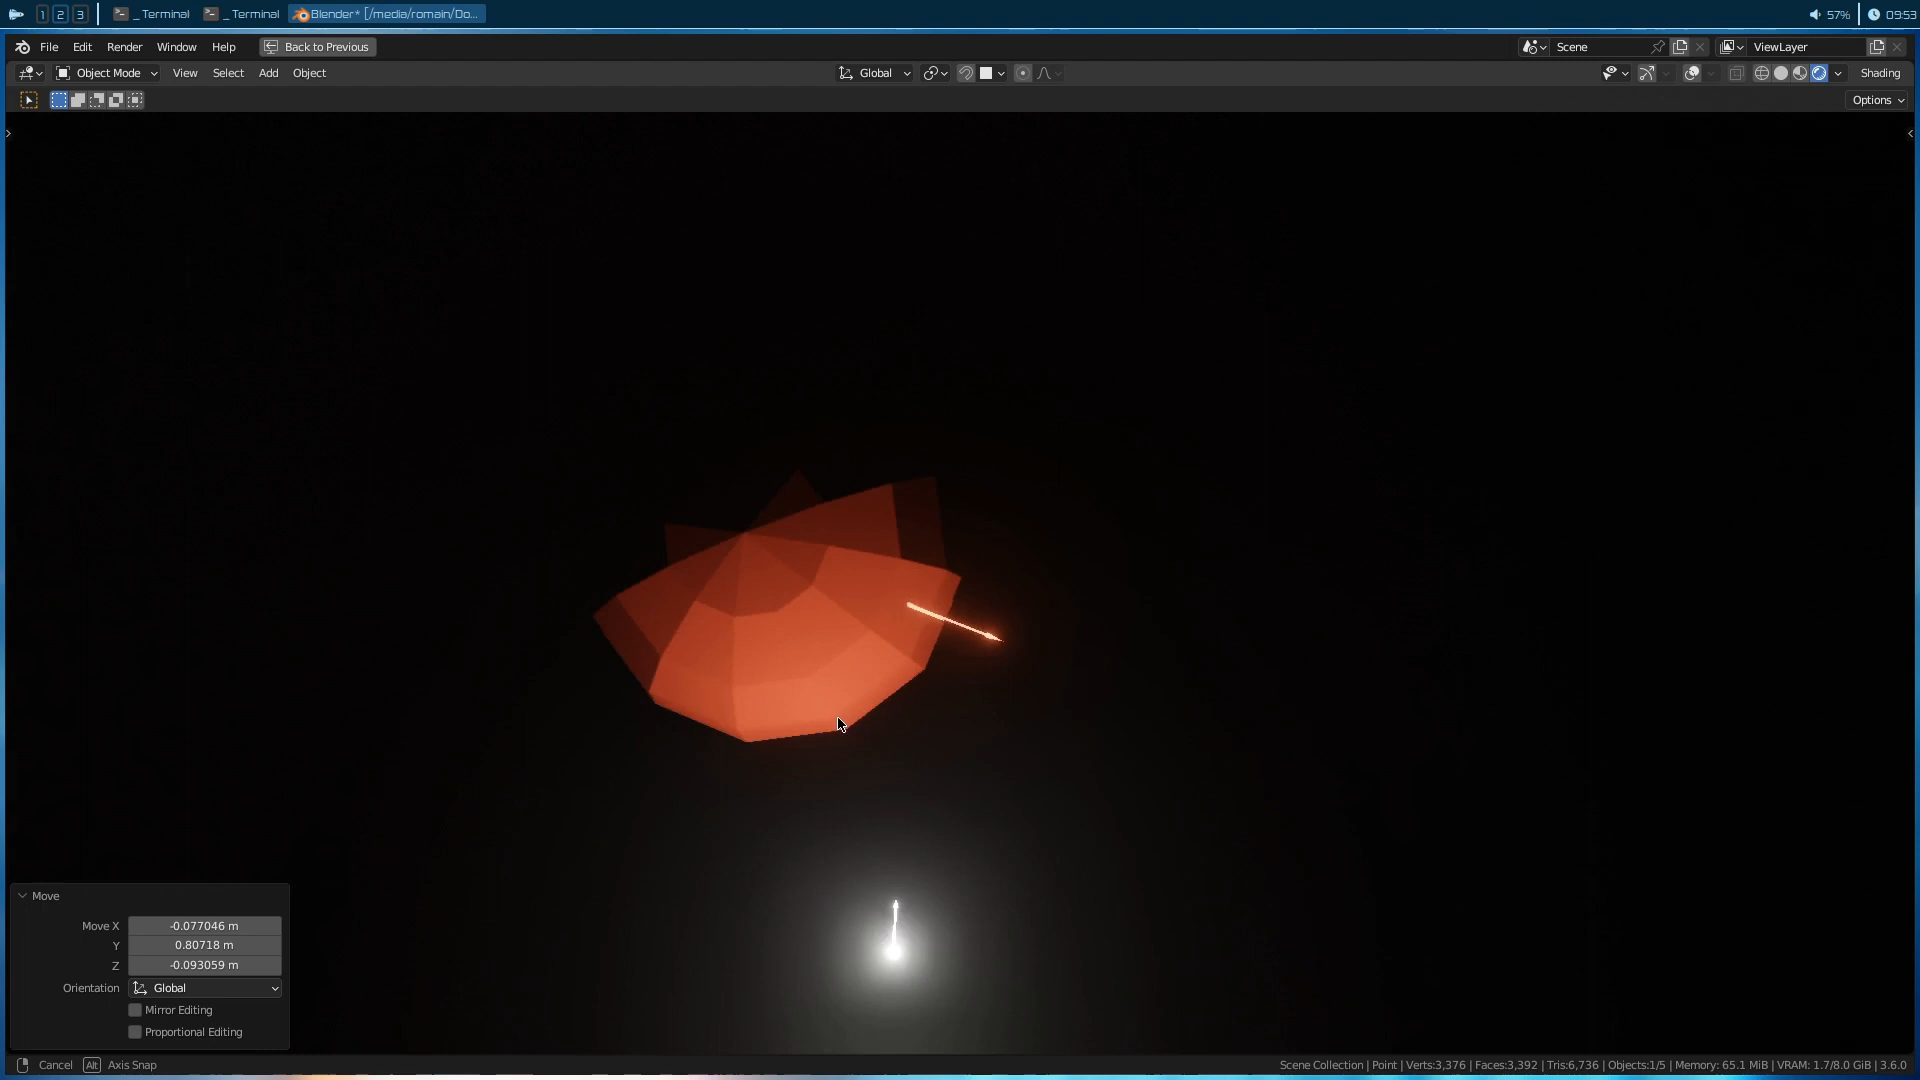 1 2 3 _ Terminal _ Terminal Blender* [/media/romain/Do... 57% 09:53
File Edit Render Window Help Back to Previous Scene ViewLayer
Object Mode View Select Add Object Global Shading
Options
Move
Move X -0.077046 m
Y 0.80718 m
Z -0.093059 m
Orientation Global
Mirror Editing
Proportional Editing
Cancel Alt Axis Snap Scene Collection | Point | Verts:3,376 | Faces:3,392 | Tris:6,736 | Objects:1/5 | Memory: 65.1 MiB | VRAM: 1.7/8.0 GiB | 3.6.0